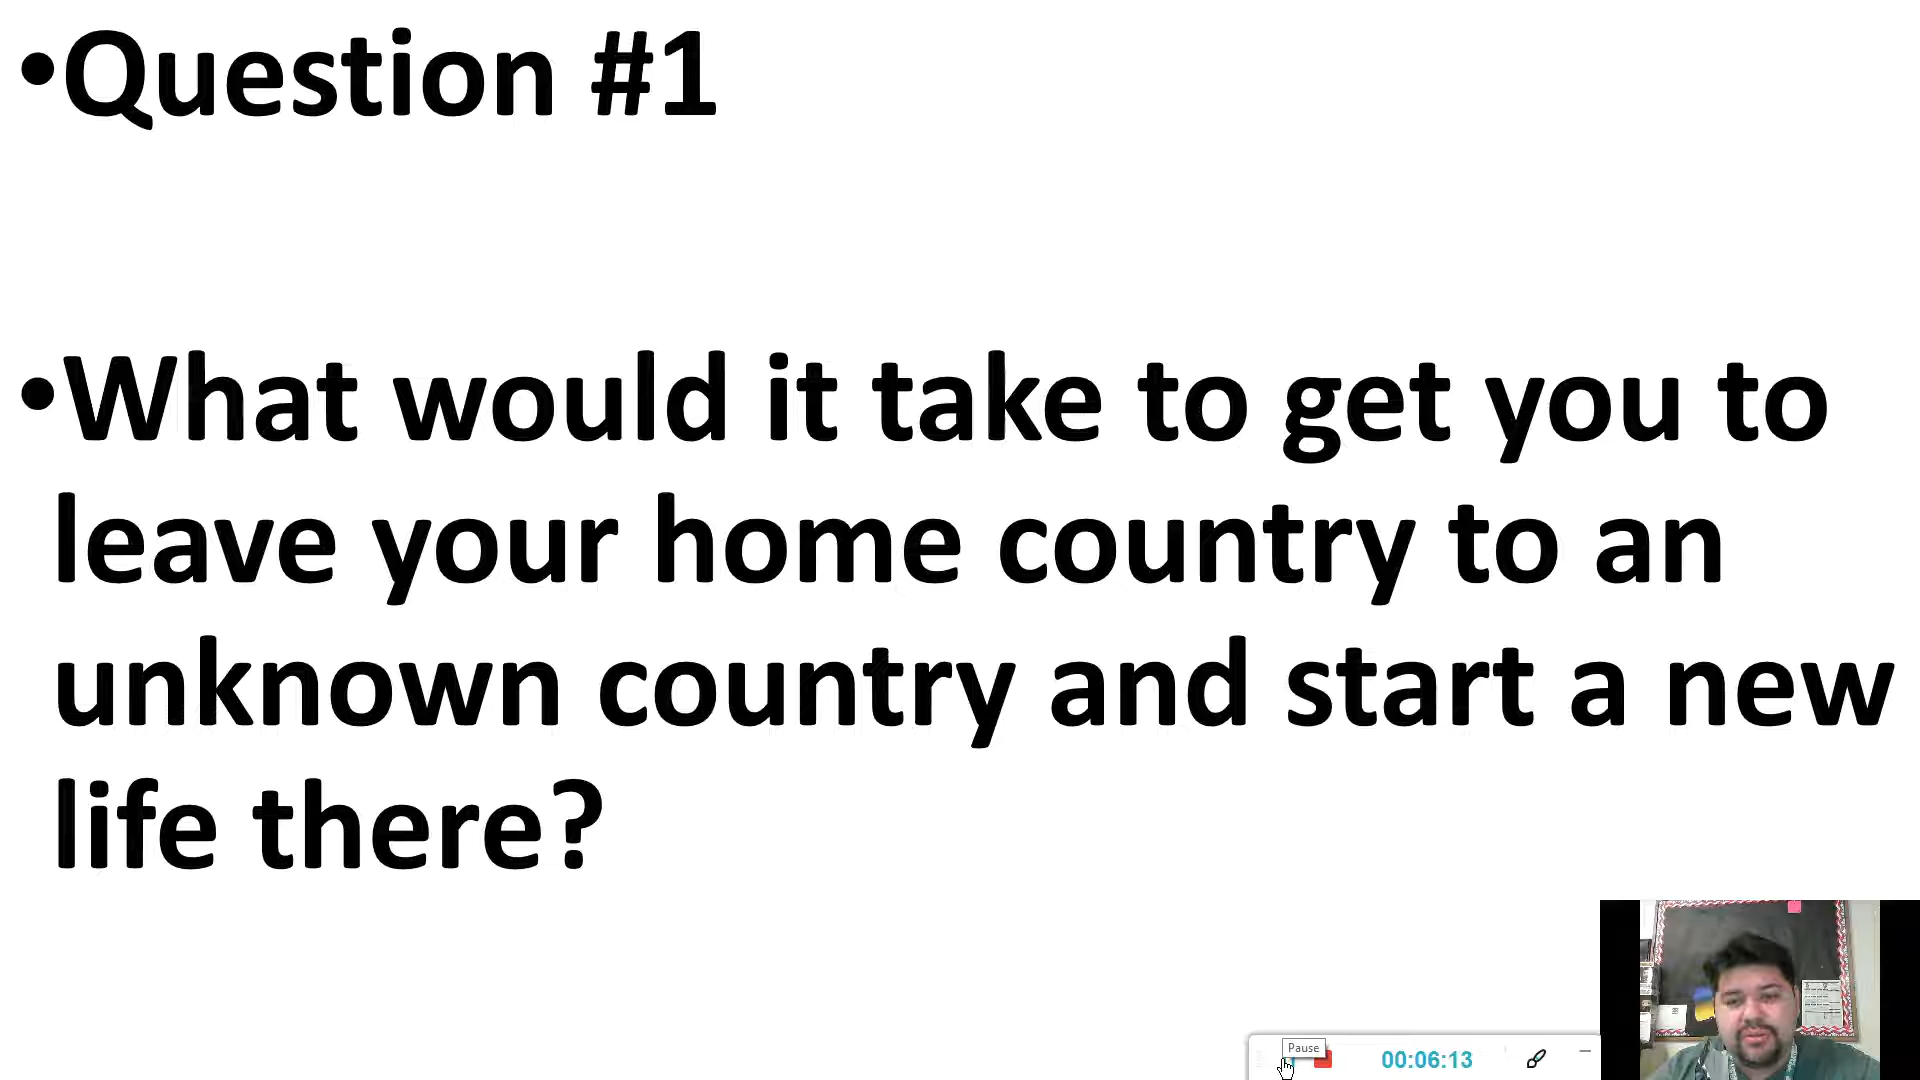 •Question #1
•What would it take to get you to
leave your home country to an
unknown country and start a new
life there?
Pause
00:06:13